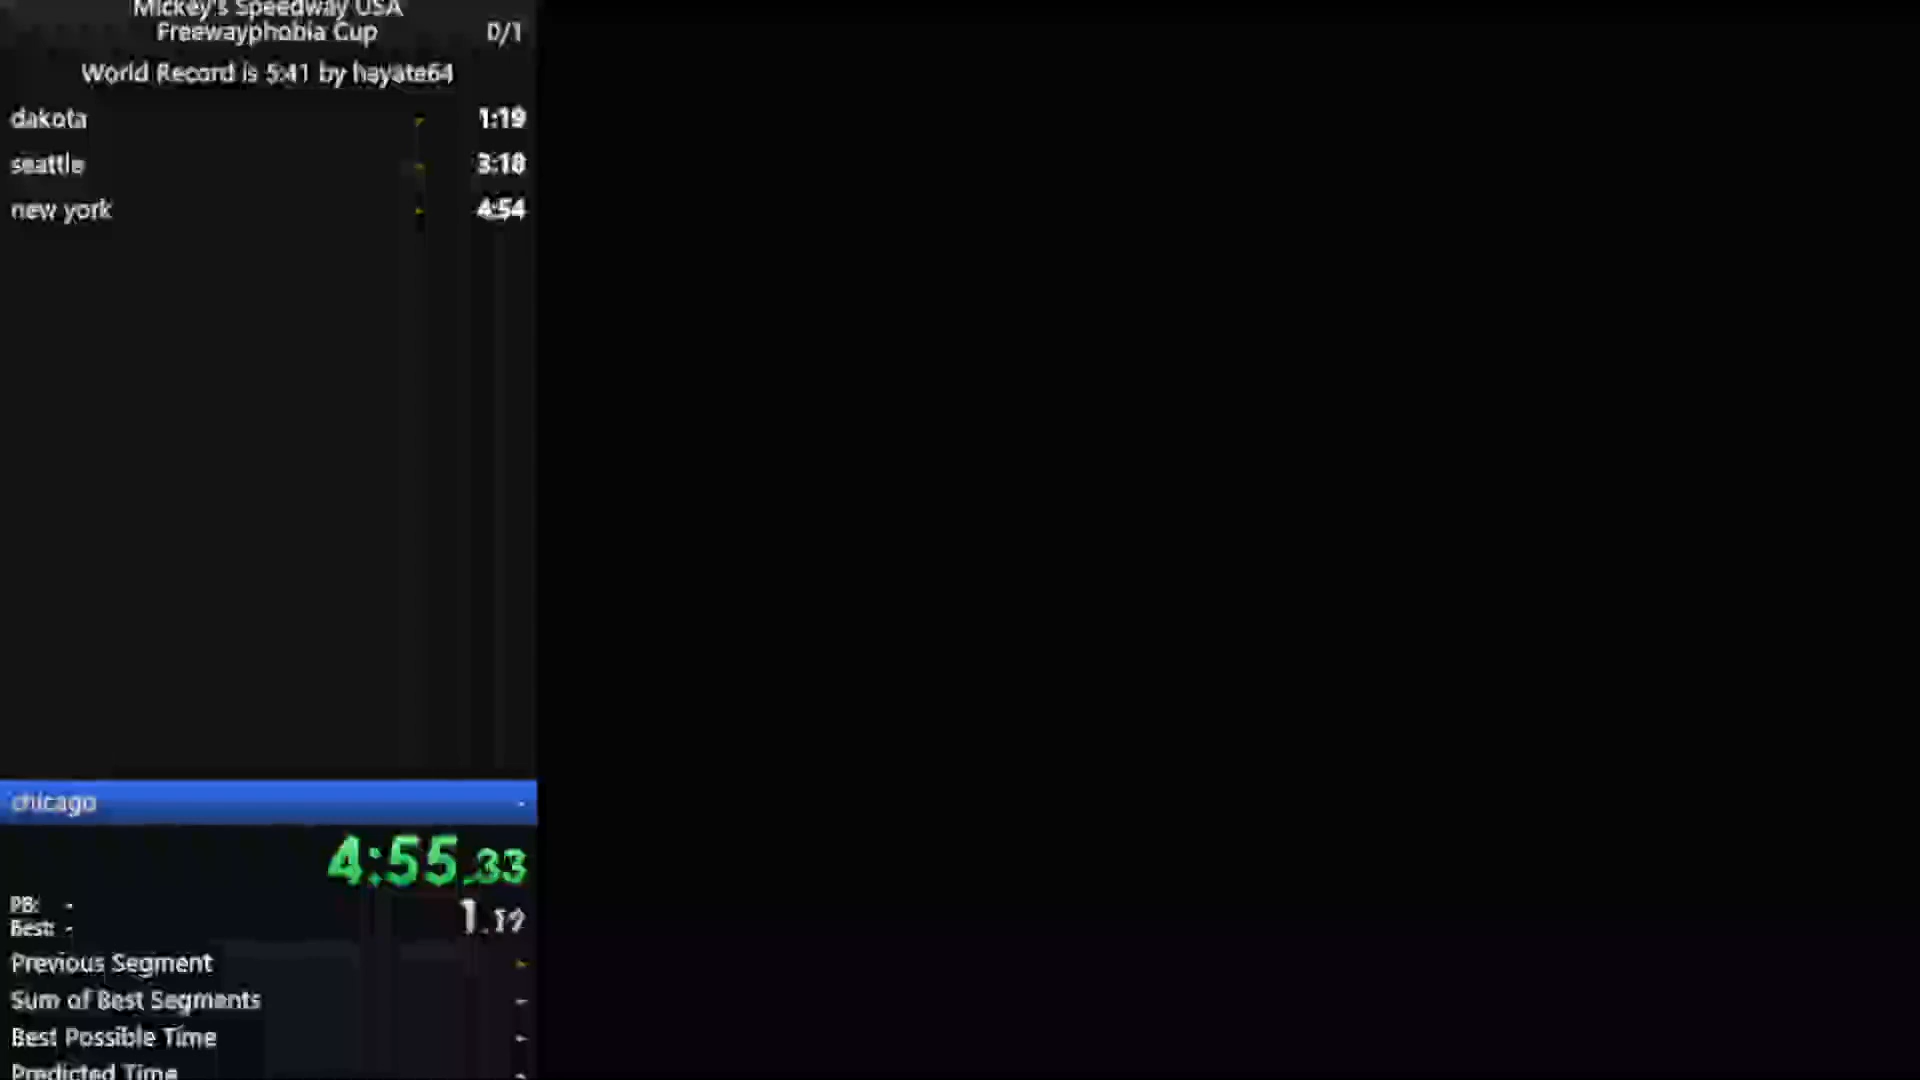 Mickey's Speedway USA
Freewayphobia Cup 0/1
World Record is 5:41 by hayate64
dakota 1:19
seattle 3:18
new york 4:54
chicago -
4:55.33
PB: - 1.19
Best: -
Previous Segment -
Sum of Best Segments -
Best Possible Time -
Predicted Time -